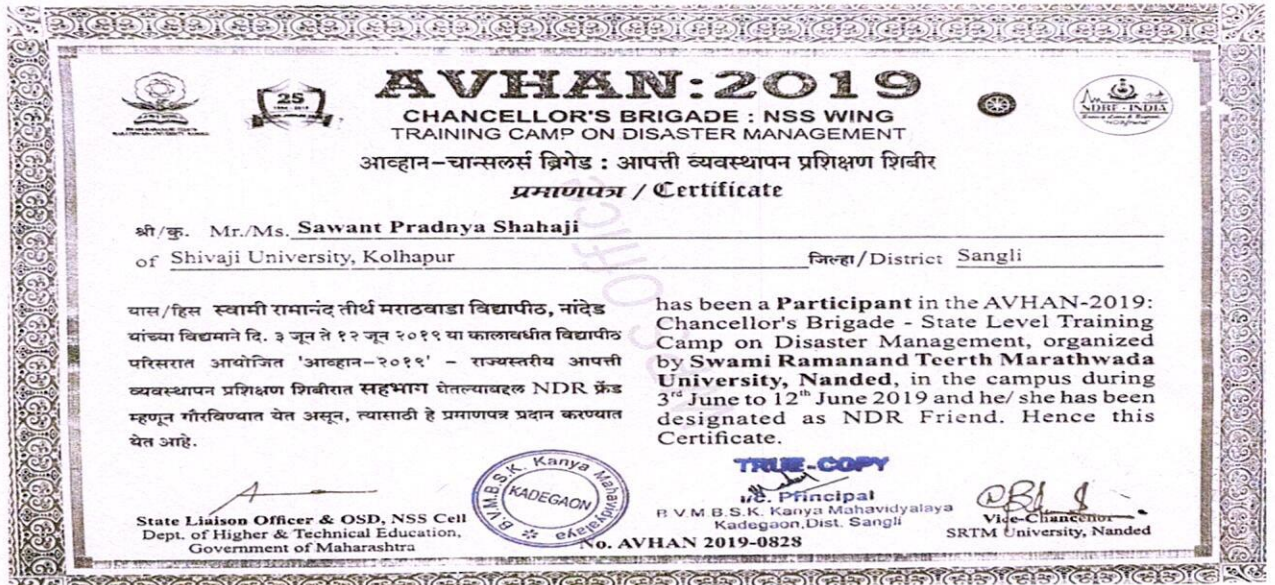 AVHAN:2019
25
NDRF-INDIA
CHANCELLOR'S BRIGADE : NSS WING
TRAINING CAMP ON DISASTER MANAGEMENT
आव्हान-चान्सलर्स ब्रिगेड : आपत्ती व्यवस्थापन प्रशिक्षण शिबीर
प्रमाणपत्र / Certificate
श्री/कु. Mr./Ms. Sawant Pradnya Shahaji
of Shivaji University, Kolhapur जिल्हा/District Sangli
यास/हिस स्वामी रामानंद तीर्थ मराठवाडा विद्यापीठ, नांदेड
यांच्या विद्यमाने दि. ३ जून ते १२ जून २०१९ या कालावधीत विद्यापीठ
परिसरात आयोजित 'आव्हान-२०१९' - राज्यस्तरीय आपत्ती
व्यवस्थापन प्रशिक्षण शिबीरात सहभाग घेतल्याबद्दल NDR फ्रेंड
म्हणून गौरविण्यात येत असून, त्यासाठी हे प्रमाणपत्र प्रदान करण्यात
येत आहे.
has been a Participant in the AVHAN-2019:
Chancellor's Brigade - State Level Training
Camp on Disaster Management, organized
by Swami Ramanand Teerth Marathwada
University, Nanded, in the campus during
3rd June to 12th June 2019 and he/ she has been
designated as NDR Friend. Hence this
Certificate.
State Liaison Officer & OSD, NSS Cell
Dept. of Higher & Technical Education,
Government of Maharashtra
B.V.M.B.S.K. Kanya Mahavidyalaya
KADEGAON
TRUE-COPY
I/c. Principal
B.V.M B.S.K. Kanya Mahavidyalaya
Kadegaon, Dist. Sangli
No. AVHAN 2019-0828
Vice-Chancellor
SRTM University, Nanded